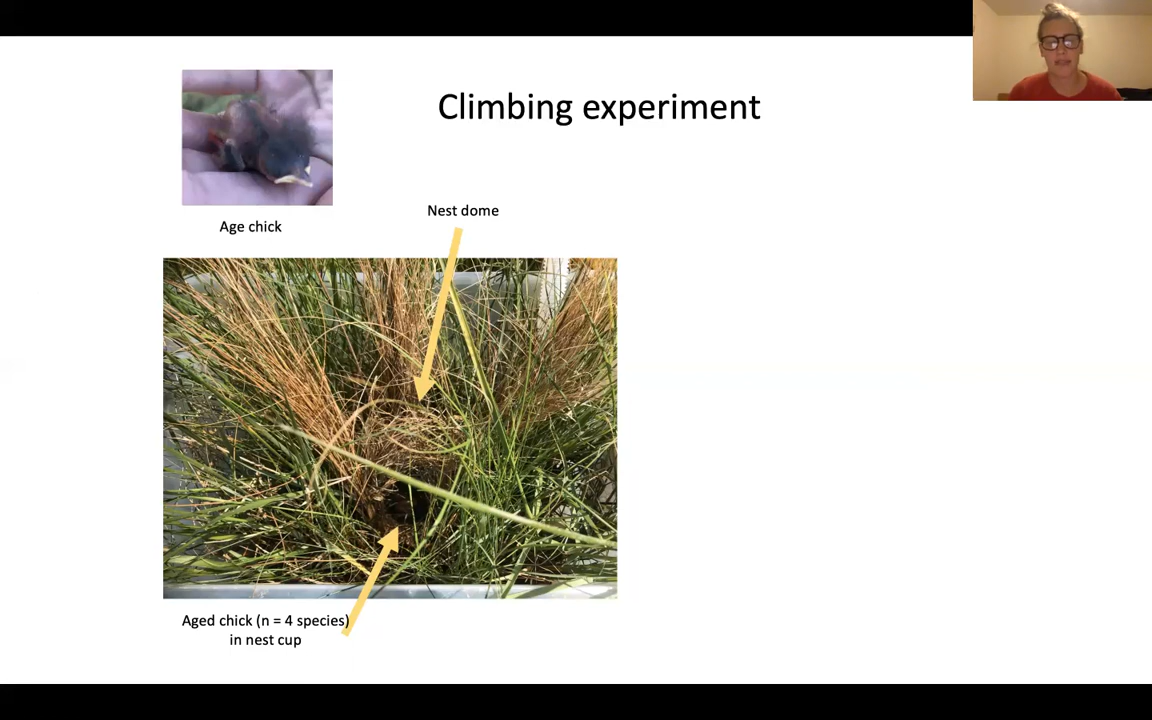 Climbing experiment
Age chick
Nest dome
Aged chick (n = 4 species)
in nest cup